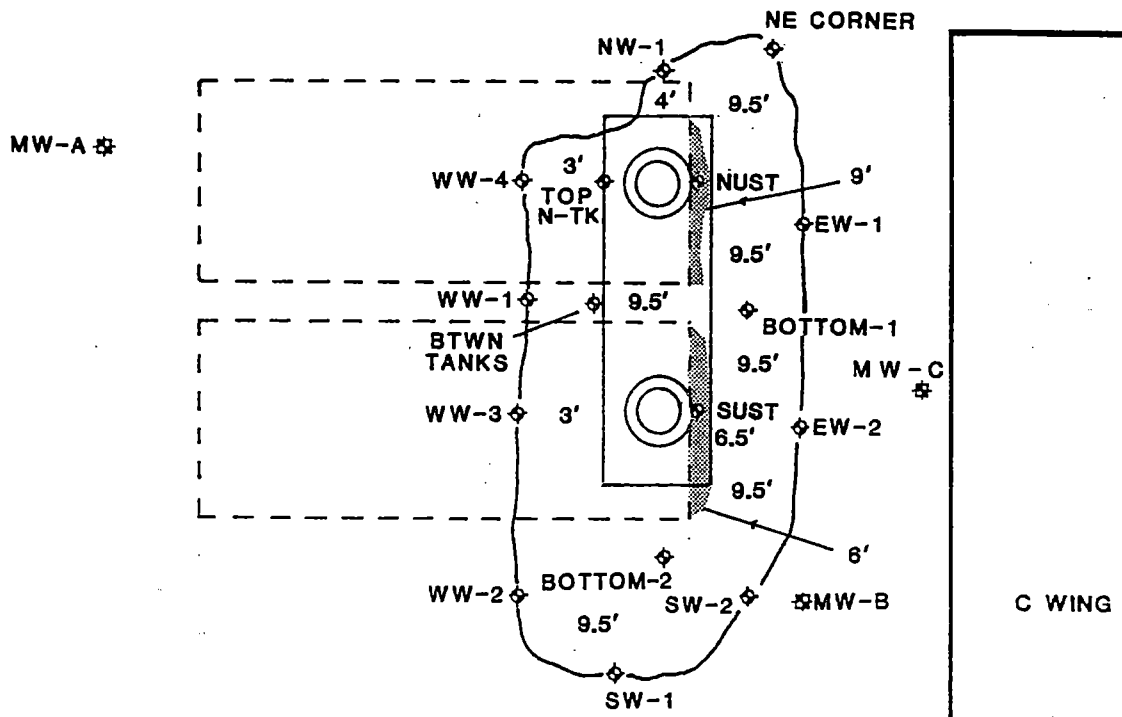 NE CORNER
NW-1
4'
9.5'
MW-A
WW-4
3'
TOP
N-TK
NUST
9'
EW-1
9.5'
WW-1
9.5'
BTWN
TANKS
BOTTOM-1
9.5'
MW-C
WW-3
3'
SUST
6.5'
EW-2
9.5'
6'
BOTTOM-2
WW-2
SW-2
MW-B
C WING
9.5'
SW-1